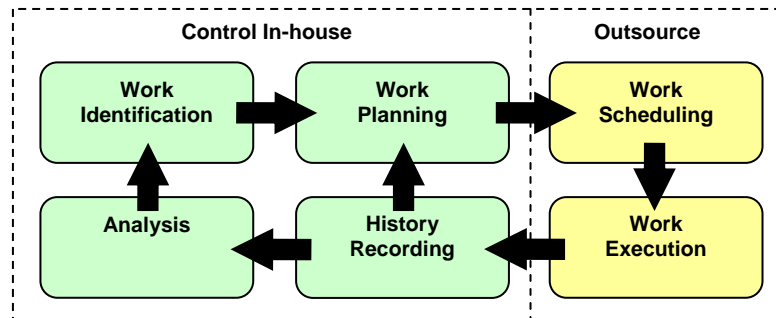 Control In-house
Outsource
Work
Identification
Work
Planning
Work
Scheduling
Analysis
History
Recording
Work
Execution